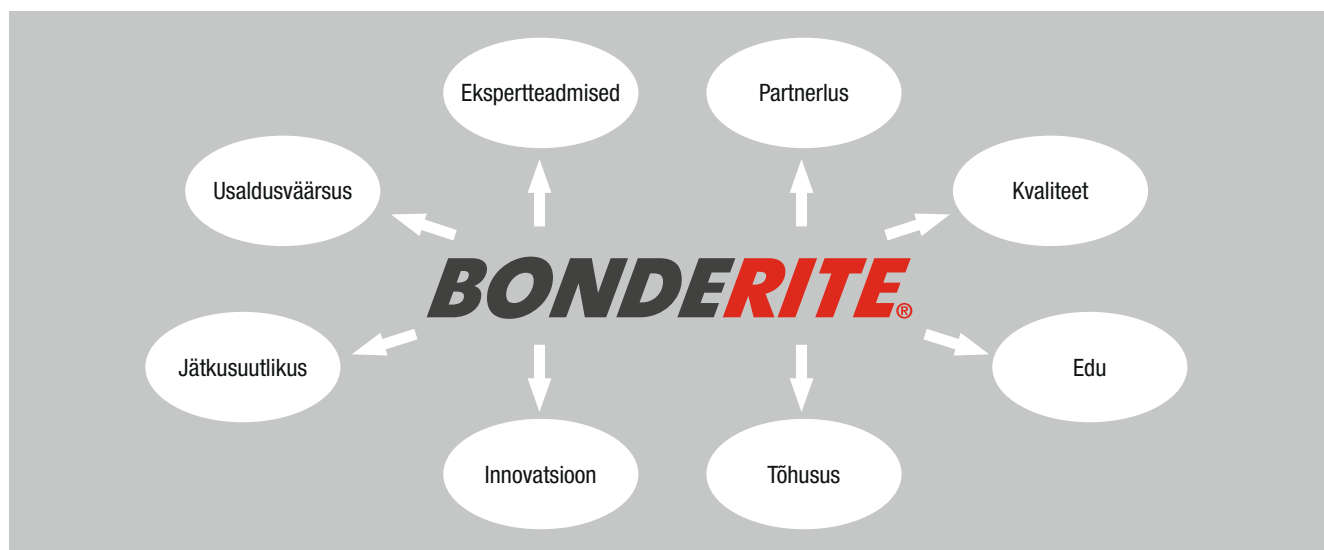 Ekspertteadmised
Partnerlus
Usaldusväärsus
Kvaliteet
BONDERITE®
Jätkusuutlikus
Edu
Innovatsioon
Tõhusus